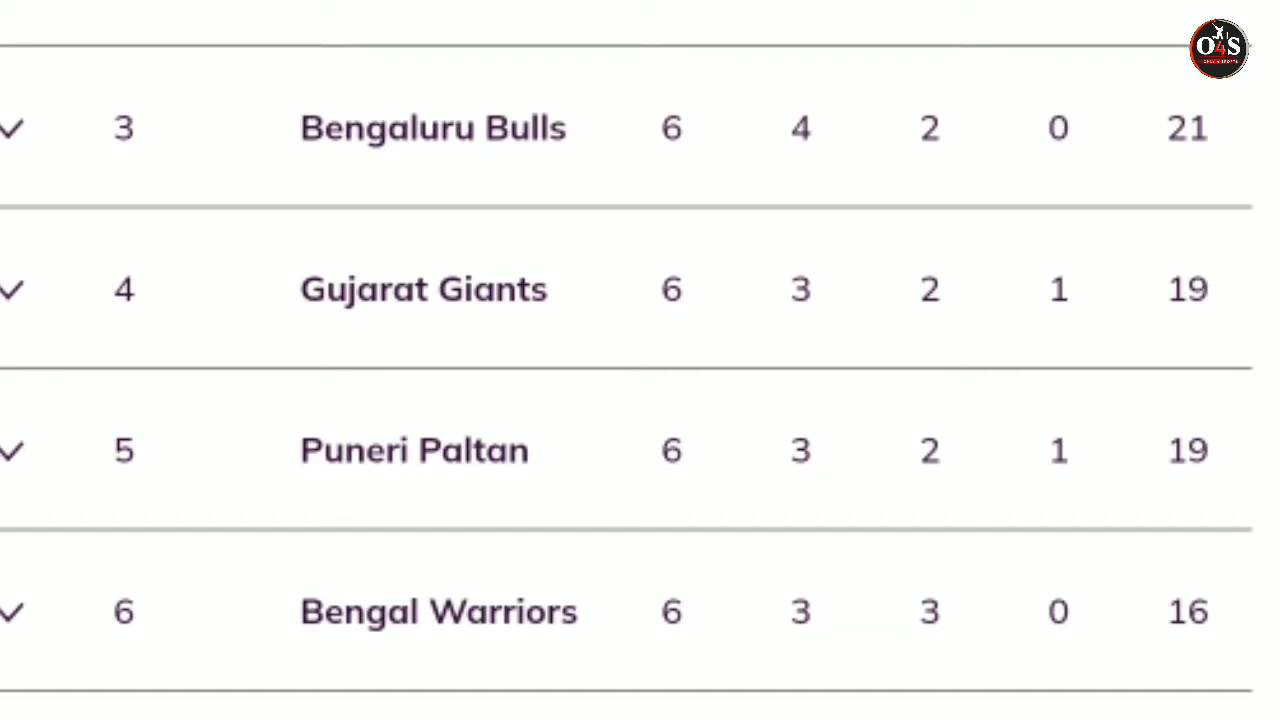 O4S
3 Bengaluru Bulls 6 4 2 0 21
4 Gujarat Giants 6 3 2 1 19
5 Puneri Paltan 6 3 2 1 19
6 Bengal Warriors 6 3 3 0 16